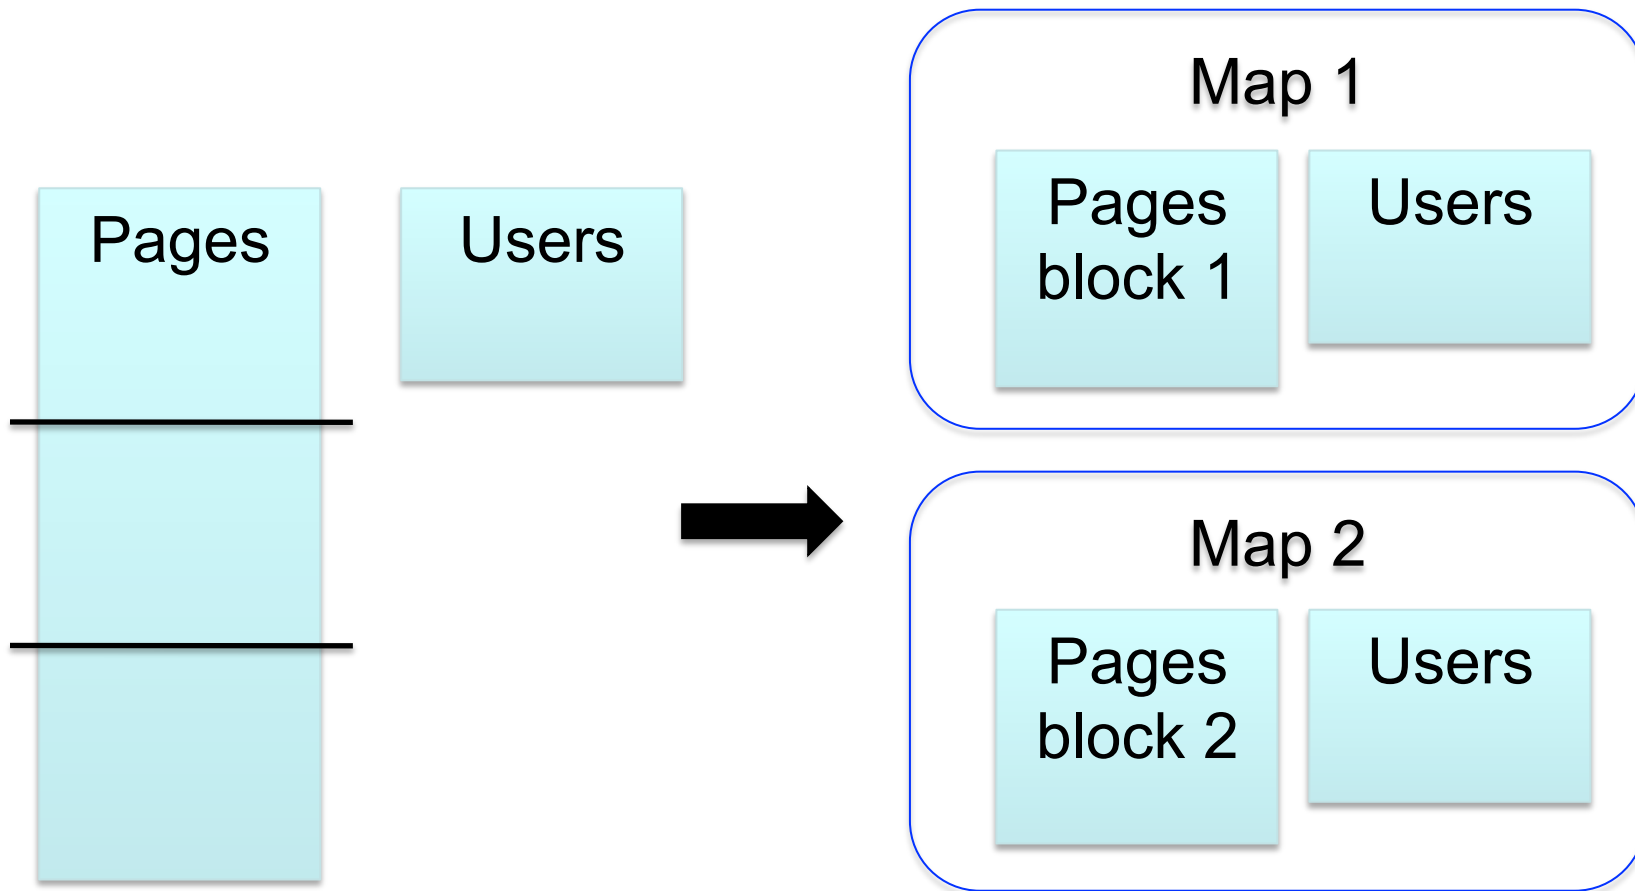 Pages
Users
Map 1
Pages
block 1
Users
Map 2
Pages
block 2
Users